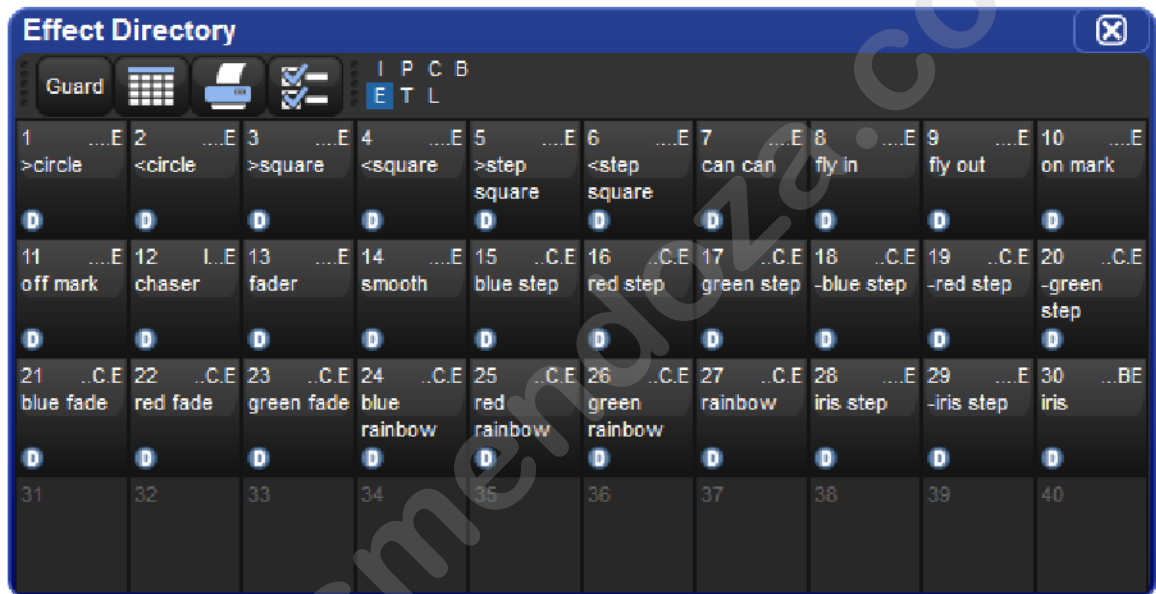 Effect Directory
Guard
I P C B
E T L
1 ....E 2 ....E 3 ....E 4 ....E 5 ....E 6 ....E 7 ....E 8 ....E 9 ....E 10 ....E
>circle <circle >square <square >step <step can can fly in fly out on mark
square square
D D D D D D D D D D
11 ....E 12 I...E 13 ....E 14 ....E 15 ..C.E 16 ..C.E 17 ..C.E 18 ..C.E 19 ..C.E 20 ..C.E
off mark chaser fader smooth blue step red step green step -blue step -red step -green
step
D D D D D D D D D D
21 ..C.E 22 ..C.E 23 ..C.E 24 ..C.E 25 ..C.E 26 ..C.E 27 ..C.E 28 ....E 29 ....E 30 ...BE
blue fade red fade green fade blue red green rainbow iris step -iris step iris
rainbow rainbow rainbow
D D D D D D D D D D
31 32 33 34 35 36 37 38 39 40
smendoza.co